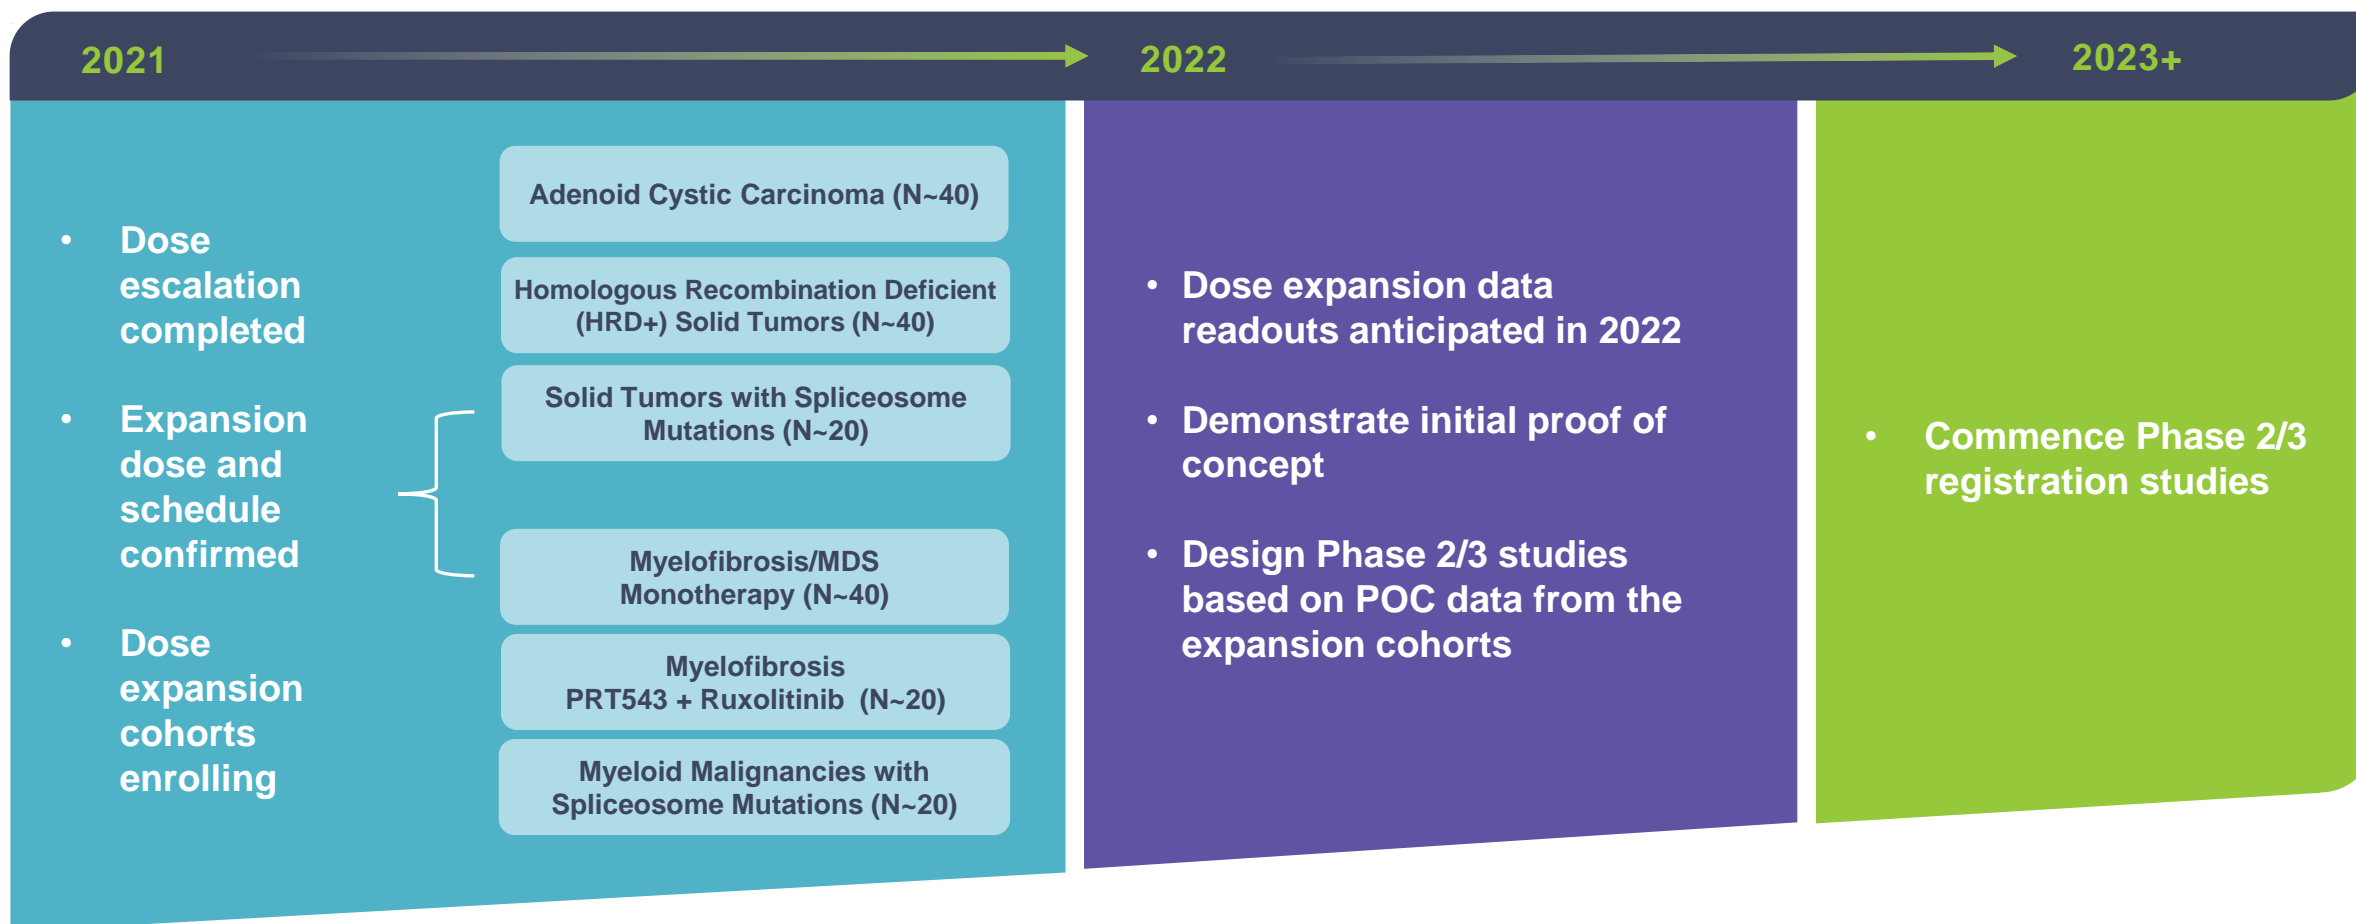 2021
2022
2023+
• Dose
escalation
completed
• Expansion
dose and
schedule
confirmed
• Dose
expansion
cohorts
enrolling
Adenoid Cystic Carcinoma (N~40)
Homologous Recombination Deficient
(HRD+) Solid Tumors (N~40)
Solid Tumors with Spliceosome
Mutations (N~20)
Myelofibrosis/MDS
Monotherapy (N~40)
Myelofibrosis
PRT543 + Ruxolitinib (N~20)
Myeloid Malignancies with
Spliceosome Mutations (N~20)
• Dose expansion data
readouts anticipated in 2022
• Demonstrate initial proof of
concept
• Design Phase 2/3 studies
based on POC data from the
expansion cohorts
• Commence Phase 2/3
registration studies